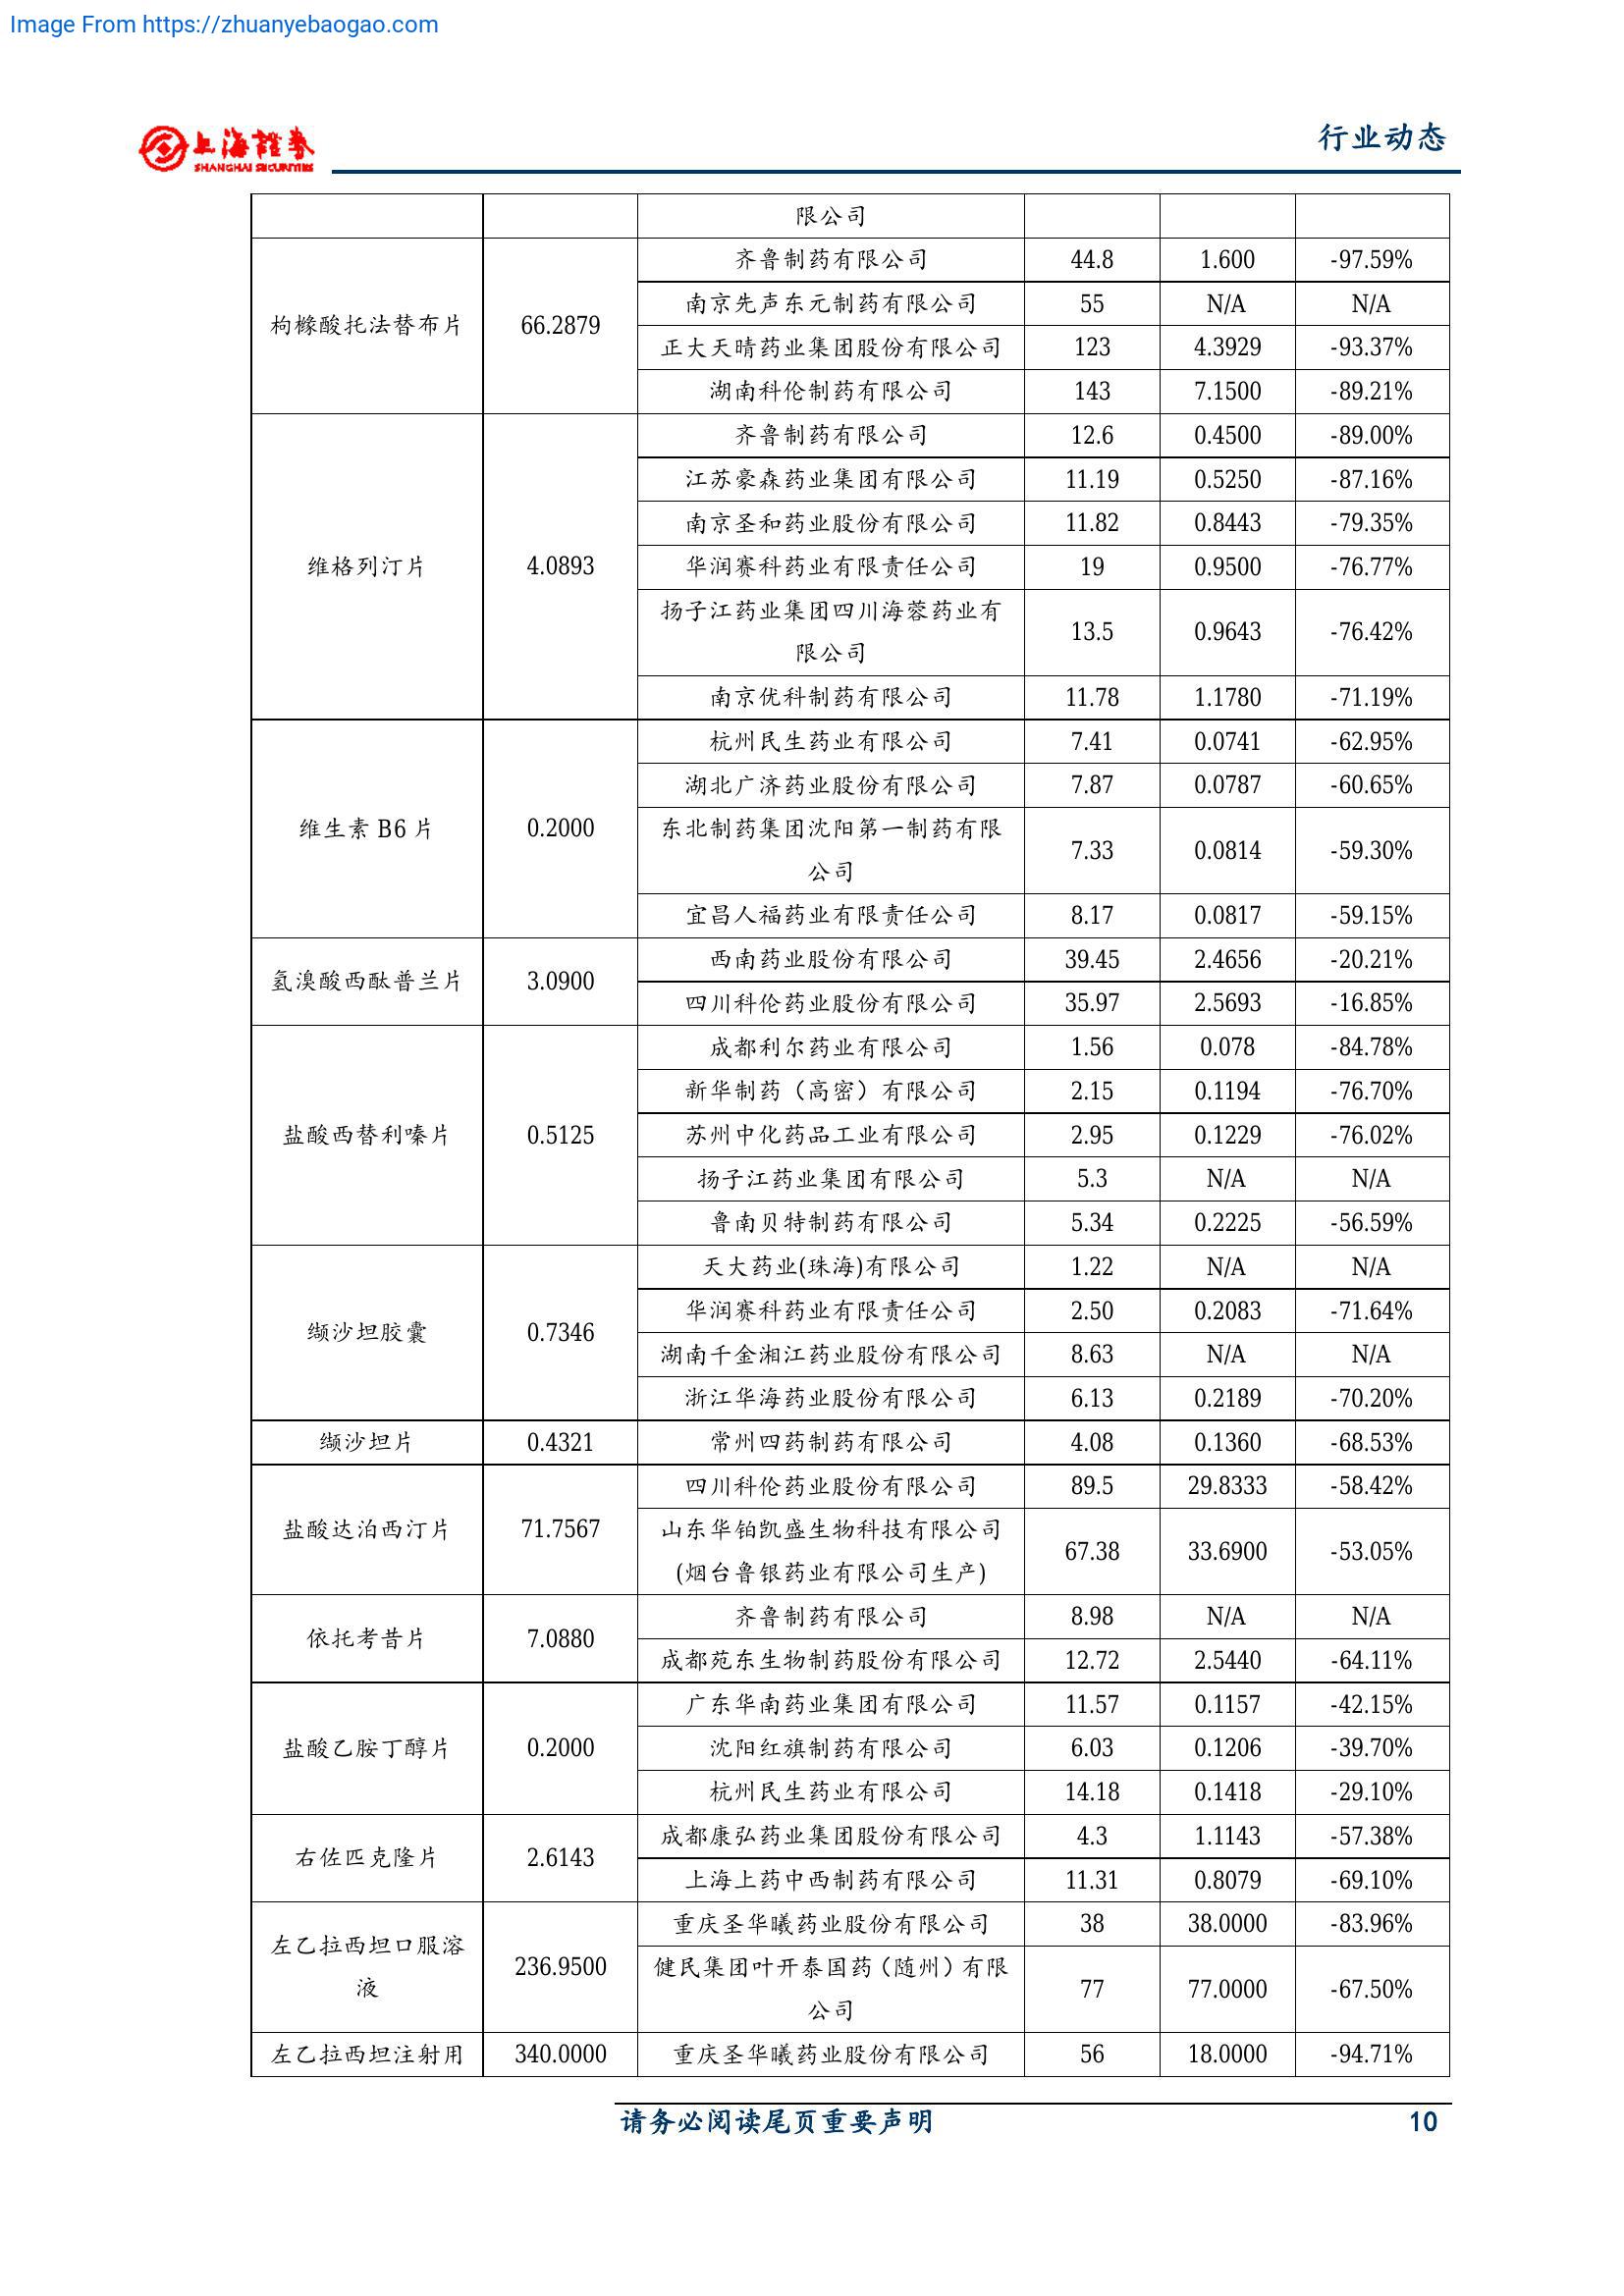 Image From https://zhuanyebaogao.com
上海證券
SHANGHAI SECURITIES
行业动态
限公司
枸橼酸托法替布片 66.2879 齐鲁制药有限公司 44.8 1.600 -97.59%
南京先声东元制药有限公司 55 N/A N/A
正大天晴药业集团股份有限公司 123 4.3929 -93.37%
湖南科伦制药有限公司 143 7.1500 -89.21%
维格列汀片 4.0893 齐鲁制药有限公司 12.6 0.4500 -89.00%
江苏豪森药业集团有限公司 11.19 0.5250 -87.16%
南京圣和药业股份有限公司 11.82 0.8443 -79.35%
华润赛科药业有限责任公司 19 0.9500 -76.77%
扬子江药业集团四川海蓉药业有
限公司 13.5 0.9643 -76.42%
南京优科制药有限公司 11.78 1.1780 -71.19%
维生素 B6 片 0.2000 杭州民生药业有限公司 7.41 0.0741 -62.95%
湖北广济药业股份有限公司 7.87 0.0787 -60.65%
东北制药集团沈阳第一制药有限
公司 7.33 0.0814 -59.30%
宜昌人福药业有限责任公司 8.17 0.0817 -59.15%
氢溴酸西酞普兰片 3.0900 西南药业股份有限公司 39.45 2.4656 -20.21%
四川科伦药业股份有限公司 35.97 2.5693 -16.85%
盐酸西替利嗪片 0.5125 成都利尔药业有限公司 1.56 0.078 -84.78%
新华制药（高密）有限公司 2.15 0.1194 -76.70%
苏州中化药品工业有限公司 2.95 0.1229 -76.02%
扬子江药业集团有限公司 5.3 N/A N/A
鲁南贝特制药有限公司 5.34 0.2225 -56.59%
缬沙坦胶囊 0.7346 天大药业(珠海)有限公司 1.22 N/A N/A
华润赛科药业有限责任公司 2.50 0.2083 -71.64%
湖南千金湘江药业股份有限公司 8.63 N/A N/A
浙江华海药业股份有限公司 6.13 0.2189 -70.20%
缬沙坦片 0.4321 常州四药制药有限公司 4.08 0.1360 -68.53%
盐酸达泊西汀片 71.7567 四川科伦药业股份有限公司 89.5 29.8333 -58.42%
山东华铂凯盛生物科技有限公司
(烟台鲁银药业有限公司生产) 67.38 33.6900 -53.05%
依托考昔片 7.0880 齐鲁制药有限公司 8.98 N/A N/A
成都苑东生物制药股份有限公司 12.72 2.5440 -64.11%
盐酸乙胺丁醇片 0.2000 广东华南药业集团有限公司 11.57 0.1157 -42.15%
沈阳红旗制药有限公司 6.03 0.1206 -39.70%
杭州民生药业有限公司 14.18 0.1418 -29.10%
右佐匹克隆片 2.6143 成都康弘药业集团股份有限公司 4.3 1.1143 -57.38%
上海上药中西制药有限公司 11.31 0.8079 -69.10%
左乙拉西坦口服溶
液 236.9500 重庆圣华曦药业股份有限公司 38 38.0000 -83.96%
健民集团叶开泰国药（随州）有限
公司 77 77.0000 -67.50%
左乙拉西坦注射用 340.0000 重庆圣华曦药业股份有限公司 56 18.0000 -94.71%
请务必阅读尾页重要声明 10